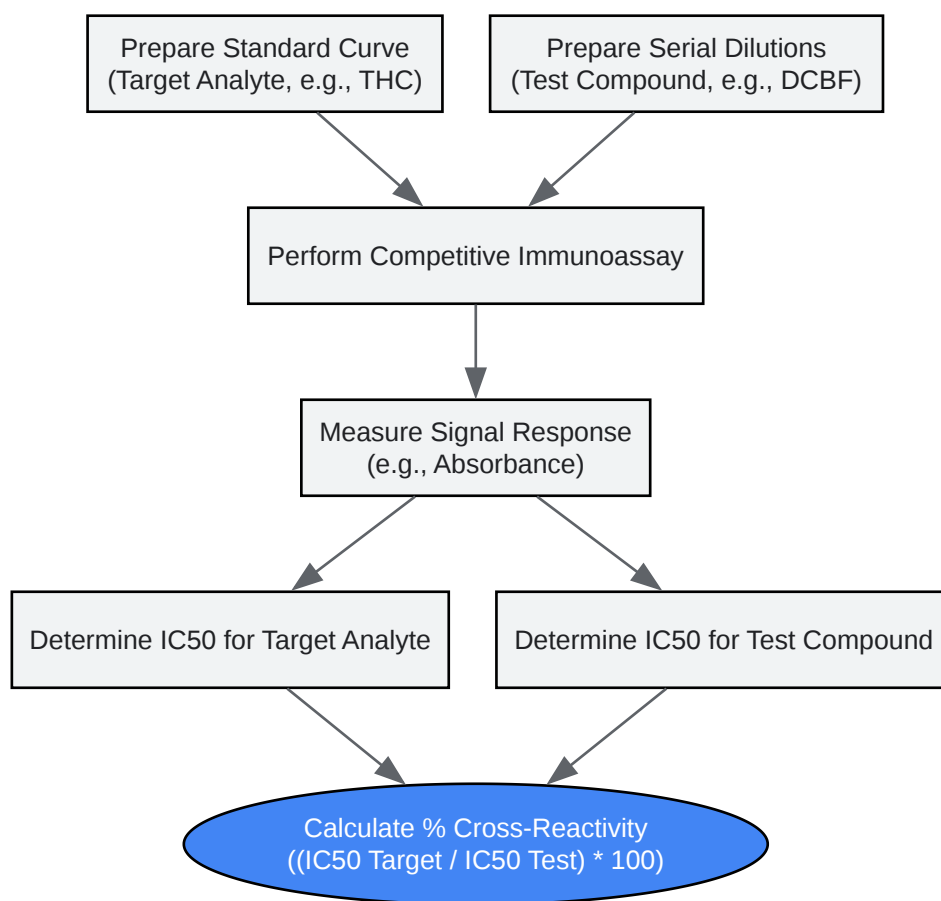 Prepare Standard Curve
(Target Analyte, e.g., THC)
Prepare Serial Dilutions
(Test Compound, e.g., DCBF)
Perform Competitive Immunoassay
Measure Signal Response
(e.g., Absorbance)
Determine IC50 for Target Analyte
Determine IC50 for Test Compound
Calculate % Cross-Reactivity
((IC50 Target / IC50 Test) * 100)